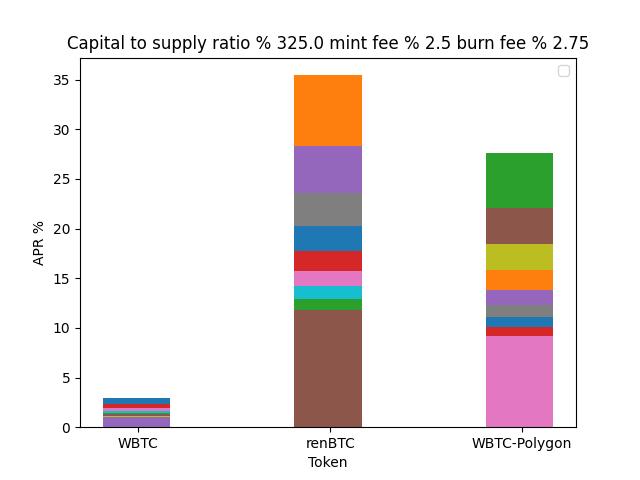 Capital to supply ratio % 325.0 mint fee % 2.5 burn fee % 2.75
35
30
25
20
15
10
5
0
APR %
WBTC
renBTC
WBTC-Polygon
Token